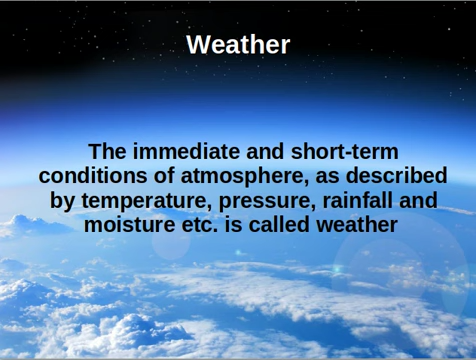 Weather
The immediate and short-term
conditions of atmosphere, as described
by temperature, pressure, rainfall and
moisture etc. is called weather